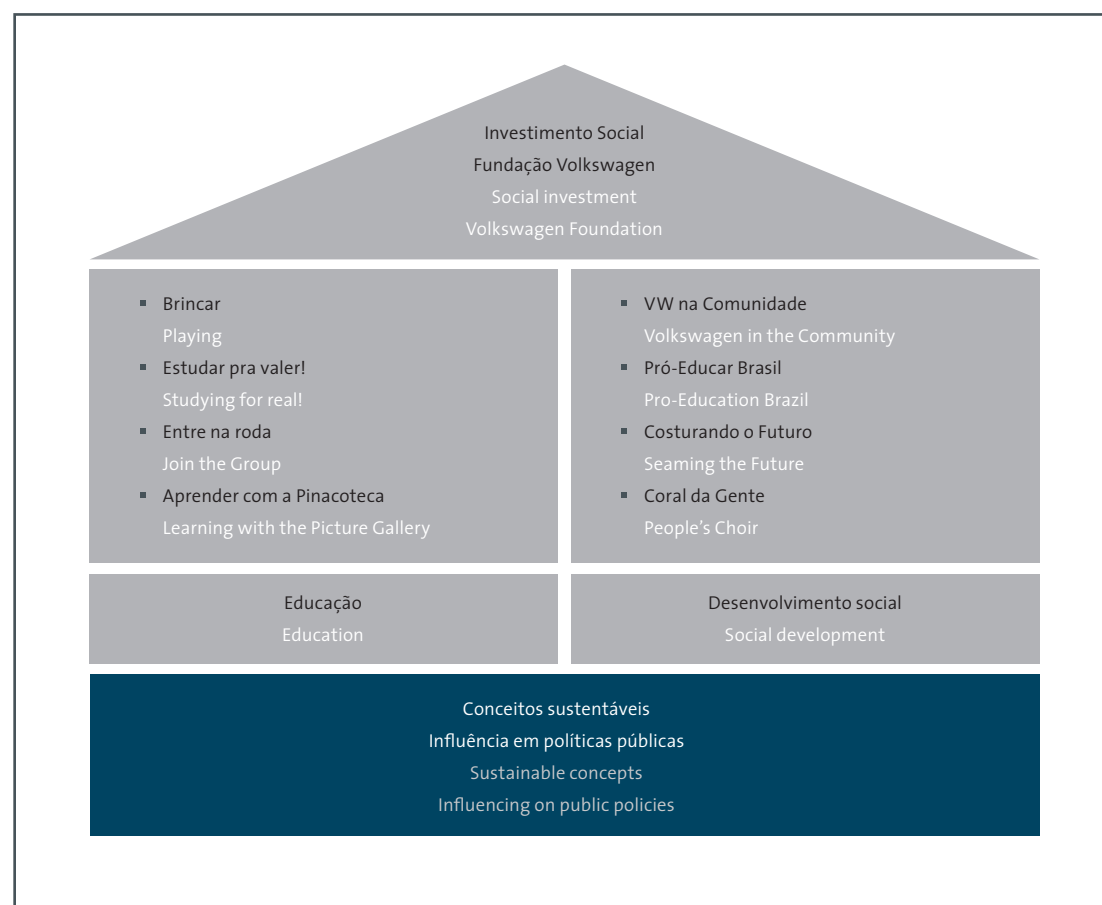 Investimento Social
Fundação Volkswagen
Social investment
Volkswagen Foundation
▪ Brincar
Playing
▪ Estudar pra valer!
Studying for real!
▪ Entre na roda
Join the Group
▪ Aprender com a Pinacoteca
Learning with the Picture Gallery
▪ VW na Comunidade
Volkswagen in the Community
▪ Pró-Educar Brasil
Pro-Education Brazil
▪ Costurando o Futuro
Seaming the Future
▪ Coral da Gente
People’s Choir
Educação
Education
Desenvolvimento social
Social development
Conceitos sustentáveis
Influência em políticas públicas
Sustainable concepts
Influencing on public policies